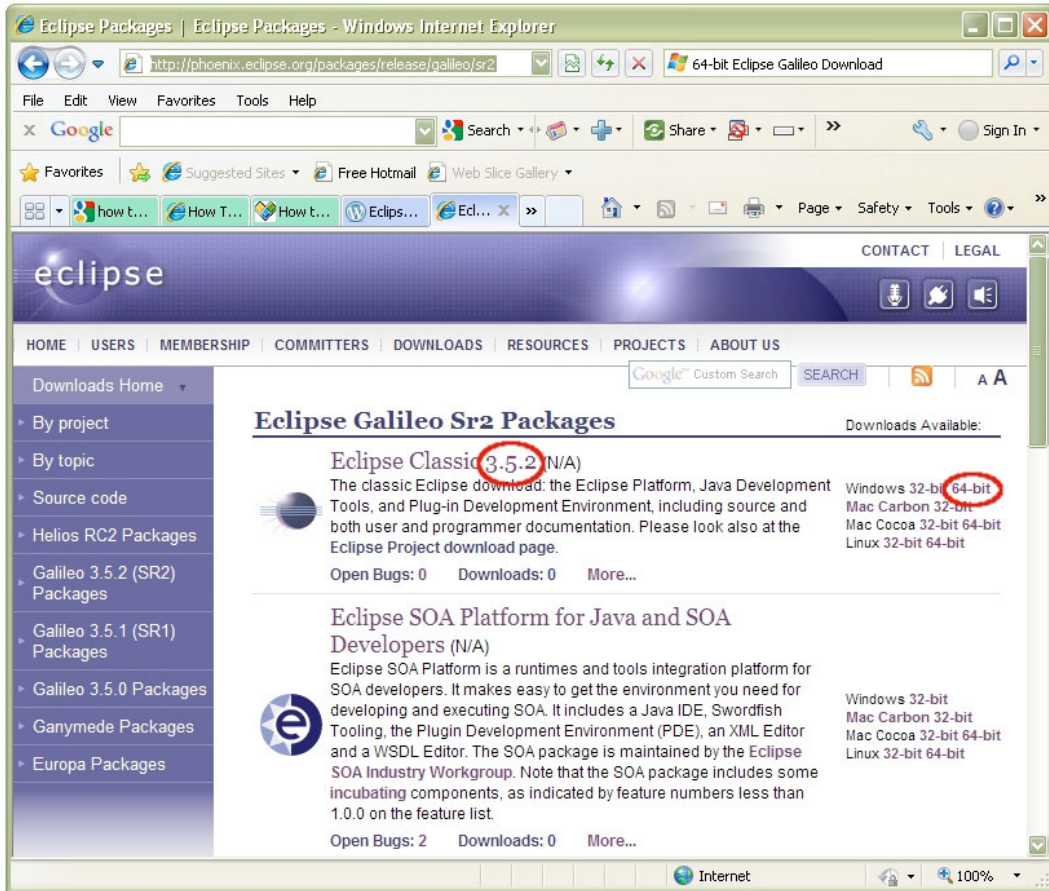 Eclipse Packages | Eclipse Packages - Windows Internet Explorer
http://phoenix.eclipse.org/packages/release/galileo/sr2
64-bit Eclipse Galileo Download
File Edit View Favorites Tools Help
x Google Search Share » Sign In
Favorites Suggested Sites Free Hotmail Web Slice Gallery
how t... How T... How t... Eclips... Ecl... X » Page Safety Tools »
CONTACT | LEGAL
eclipse
HOME | USERS | MEMBERSHIP | COMMITTERS | DOWNLOADS | RESOURCES | PROJECTS | ABOUT US
Google™ Custom Search SEARCH A A
Downloads Home
By project
By topic
Source code
Helios RC2 Packages
Galileo 3.5.2 (SR2)
Packages
Galileo 3.5.1 (SR1)
Packages
Galileo 3.5.0 Packages
Ganymede Packages
Europa Packages
Eclipse Galileo Sr2 Packages
Downloads Available:
Eclipse Classic 3.5.2 (N/A)
The classic Eclipse download: the Eclipse Platform, Java Development
Tools, and Plug-in Development Environment, including source and
both user and programmer documentation. Please look also at the
Eclipse Project download page.
Open Bugs: 0 Downloads: 0 More...
Windows 32-bit 64-bit
Mac Carbon 32-bit
Mac Cocoa 32-bit 64-bit
Linux 32-bit 64-bit
Eclipse SOA Platform for Java and SOA
Developers (N/A)
Eclipse SOA Platform is a runtimes and tools integration platform for
SOA developers. It makes easy to get the environment you need for
developing and executing SOA. It includes a Java IDE, Swordfish
Tooling, the Plugin Development Environment (PDE), an XML Editor
and a WSDL Editor. The SOA package is maintained by the Eclipse
SOA Industry Workgroup. Note that the SOA package includes some
incubating components, as indicated by feature numbers less than
1.0.0 on the feature list.
Open Bugs: 2 Downloads: 0 More...
Windows 32-bit
Mac Carbon 32-bit
Mac Cocoa 32-bit 64-bit
Linux 32-bit 64-bit
Internet 100%